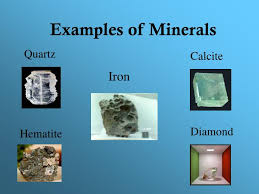 Examples of Minerals
Quartz
Calcite
Iron
Hematite
Diamond